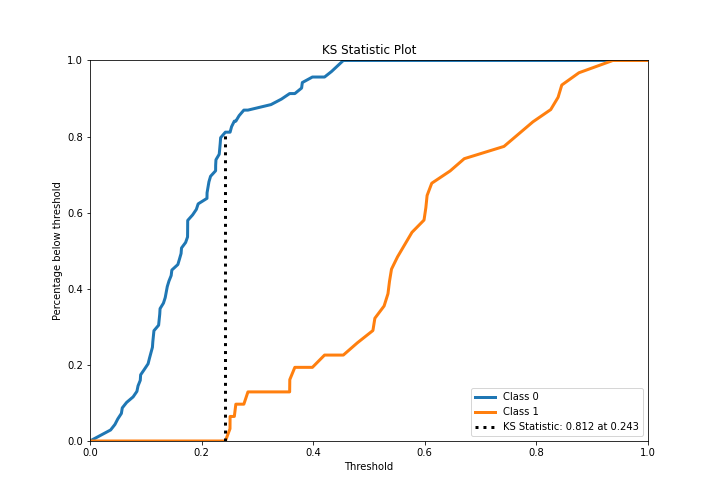 KS Statistic Plot
1.0
0.8
0.6
0.4
0.2
0.0
Percentage below threshold
Class 0
Class 1
KS Statistic: 0.812 at 0.243
0.0 0.2 0.4 0.6 0.8 1.0
Threshold